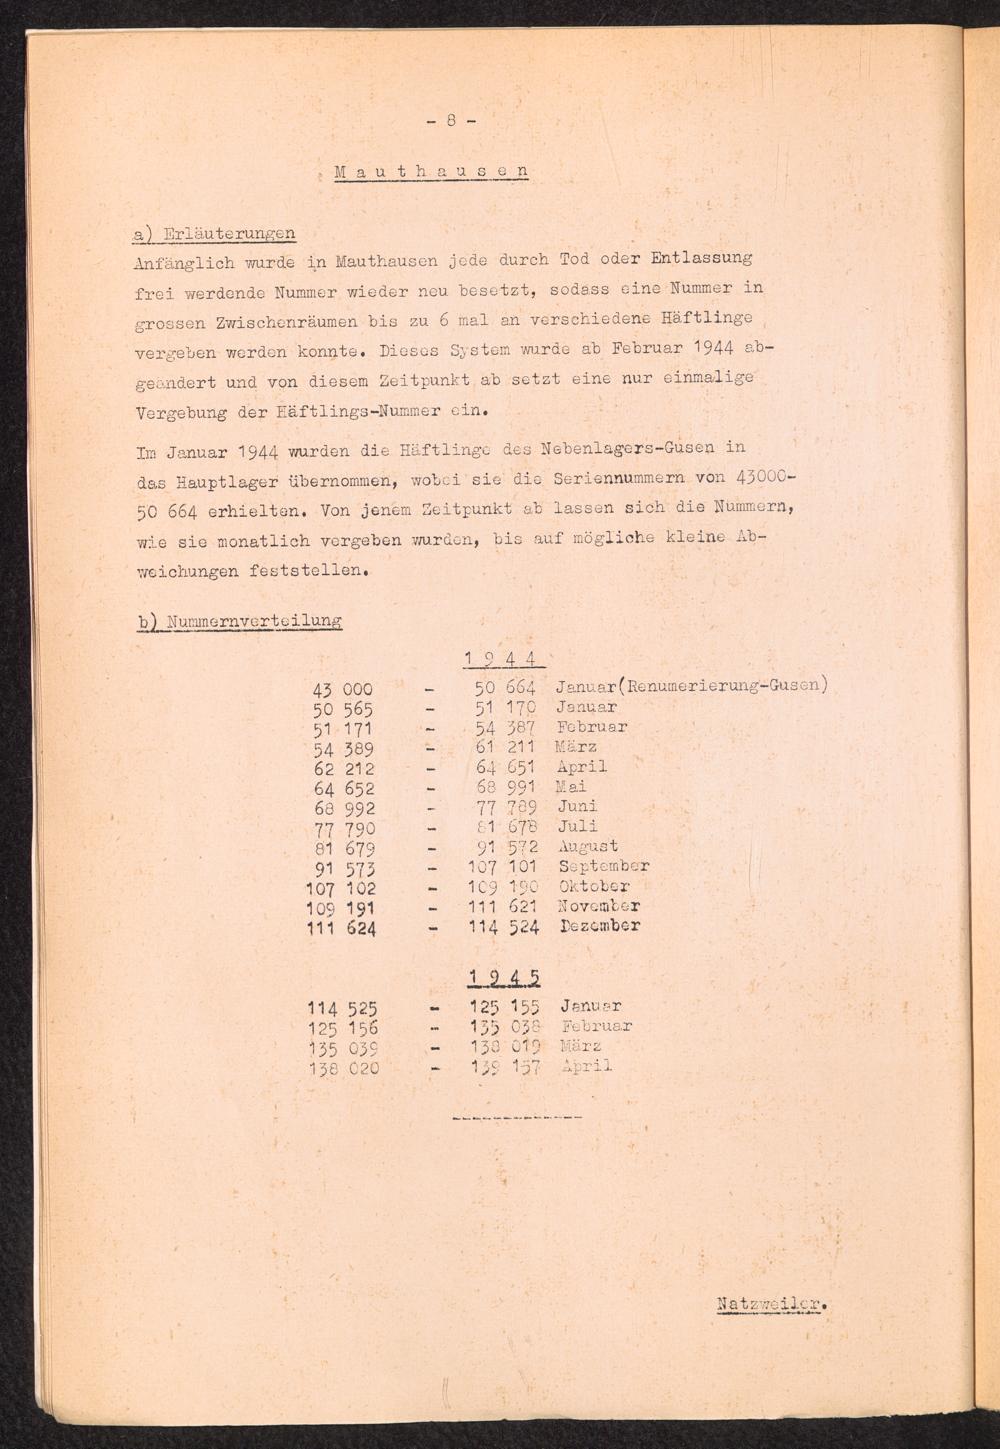 - 8 -
Mauthausen
a) Erläuterungen
Anfänglich wurde in Mauthausen jede durch Tod oder Entlassung
frei werdende Nummer wieder neu besetzt, sodass eine Nummer in
grossen Zwischenräumen bis zu 6 mal an verschiedene Häftlinge
vergeben werden konnte. Dieses System wurde ab Februar 1944 ab-
geändert und von diesem Zeitpunkt ab setzt eine nur einmalige
Vergebung der Häftlings-Nummer ein.
Im Januar 1944 wurden die Häftlinge des Nebenlagers-Gusen in
das Hauptlager übernommen, wobei sie die Seriennummern von 43000-
50 664 erhielten. Von jenem Zeitpunkt ab lassen sich die Nummern,
wie sie monatlich vergeben wurden, bis auf mögliche kleine Ab-
weichungen feststellen.
b) Nummernverteilung
1 9 4 4
43 000 - 50 664 Januar(Renumerierung-Gusen)
50 565 - 51 170 Januar
51 171 - 54 387 Februar
54 389 - 61 211 März
62 212 - 64 651 April
64 652 - 68 991 Mai
68 992 - 77 789 Juni
77 790 - 81 678 Juli
81 679 - 91 572 August
91 573 - 107 101 September
107 102 - 109 190 Oktober
109 191 - 111 621 November
111 624 - 114 524 Dezember
1 9 4 5
114 525 - 125 155 Januar
125 156 - 135 038 Februar
135 039 - 138 019 März
138 020 - 139 157 April
Natzweiler.